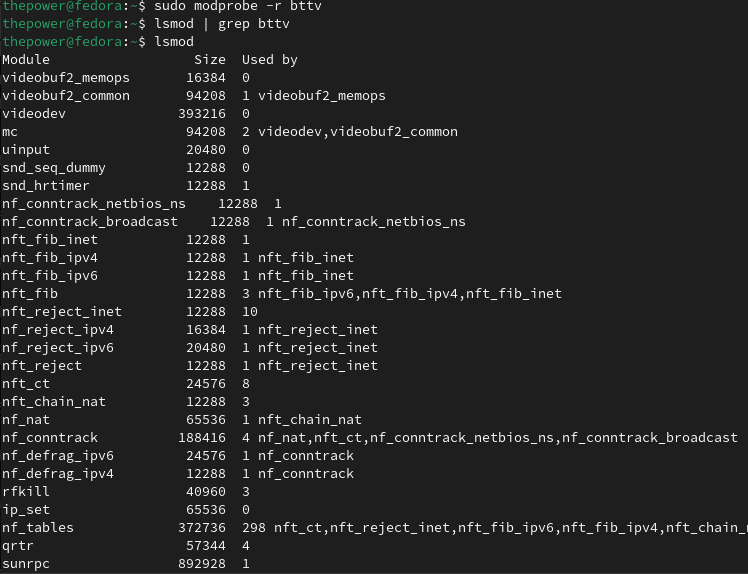 thepower@fedora:~$ sudo modprobe -r bttv
thepower@fedora:~$ lsmod | grep bttv
thepower@fedora:~$ lsmod
Module                  Size  Used by
videobuf2_memops       16384  0
videobuf2_common       94208  1 videobuf2_memops
videodev              393216  0
mc                     94208  2 videodev,videobuf2_common
uinput                 20480  0
snd_seq_dummy          12288  0
snd_hrtimer            12288  1
nf_conntrack_netbios_ns    12288  1
nf_conntrack_broadcast    12288  1 nf_conntrack_netbios_ns
nft_fib_inet           12288  1
nft_fib_ipv4           12288  1 nft_fib_inet
nft_fib_ipv6           12288  1 nft_fib_inet
nft_fib                12288  3 nft_fib_ipv6,nft_fib_ipv4,nft_fib_inet
nft_reject_inet        12288  10
nf_reject_ipv4         16384  1 nft_reject_inet
nf_reject_ipv6         20480  1 nft_reject_inet
nft_reject             12288  1 nft_reject_inet
nft_ct                 24576  8
nft_chain_nat          12288  3
nf_nat                 65536  1 nft_chain_nat
nf_conntrack          188416  4 nf_nat,nft_ct,nf_conntrack_netbios_ns,nf_conntrack_broadcast
nf_defrag_ipv6         24576  1 nf_conntrack
nf_defrag_ipv4         12288  1 nf_conntrack
rfkill                 40960  3
ip_set                 65536  0
nf_tables             372736  298 nft_ct,nft_reject_inet,nft_fib_ipv6,nft_fib_ipv4,nft_chain_
qrtr                   57344  4
sunrpc                892928  1